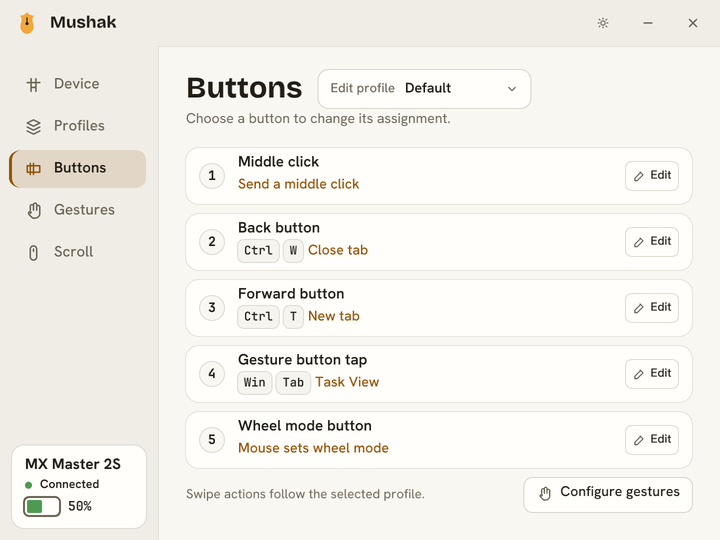 Mushak
Device
Profiles
Buttons
Gestures
Scroll
MX Master 2S
Connected
50%
Buttons
Edit profile Default
Choose a button to change its assignment.
1 Middle click
Send a middle click
Edit
2 Back button
Ctrl W Close tab
Edit
3 Forward button
Ctrl T New tab
Edit
4 Gesture button tap
Win Tab Task View
Edit
5 Wheel mode button
Mouse sets wheel mode
Edit
Swipe actions follow the selected profile.
Configure gestures